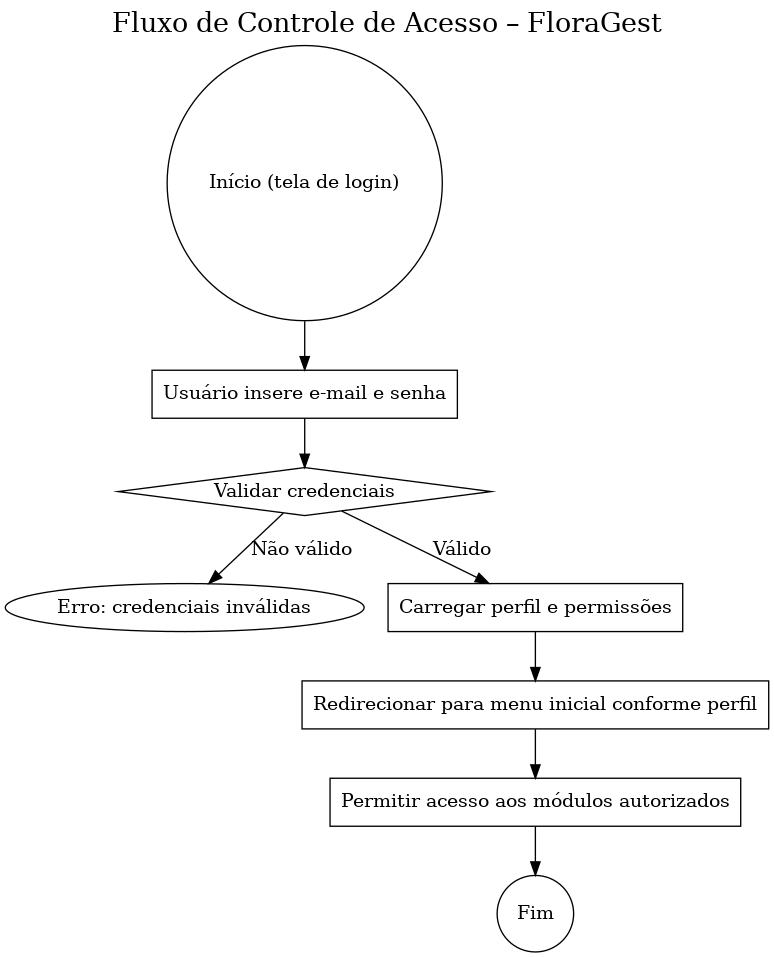 Fluxo de Controle de Acesso – FloraGest
Início (tela de login)
Usuário insere e-mail e senha
Validar credenciais
Não válido
Válido
Erro: credenciais inválidas
Carregar perfil e permissões
Redirecionar para menu inicial conforme perfil
Permitir acesso aos módulos autorizados
Fim